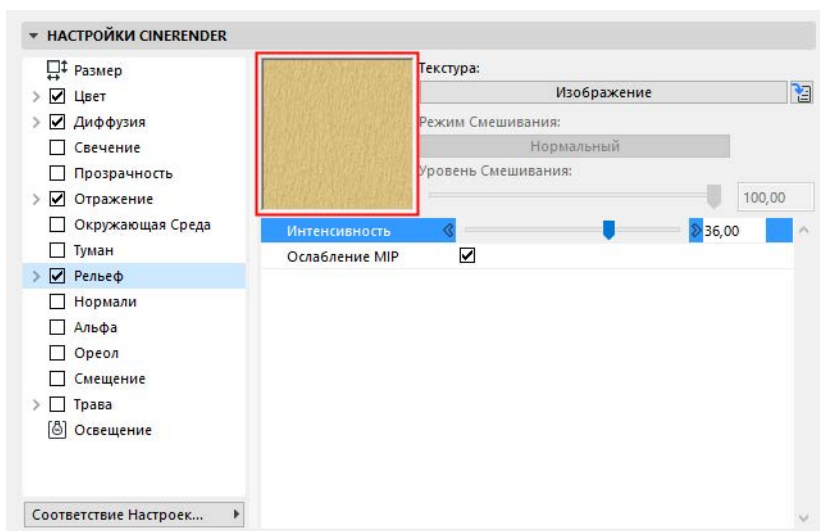 НАСТРОЙКИ CINERENDER
Размер
Цвет
Диффузия
Свечение
Прозрачность
Отражение
Окружающая Среда
Туман
Рельеф
Нормали
Альфа
Ореол
Смещение
Трава
Освещение
Соответствие Настроек...
Текстура:
Изображение
Режим Смешивания:
Нормальный
Уровень Смешивания:
100,00
Интенсивность 36,00
Ослабление MIP